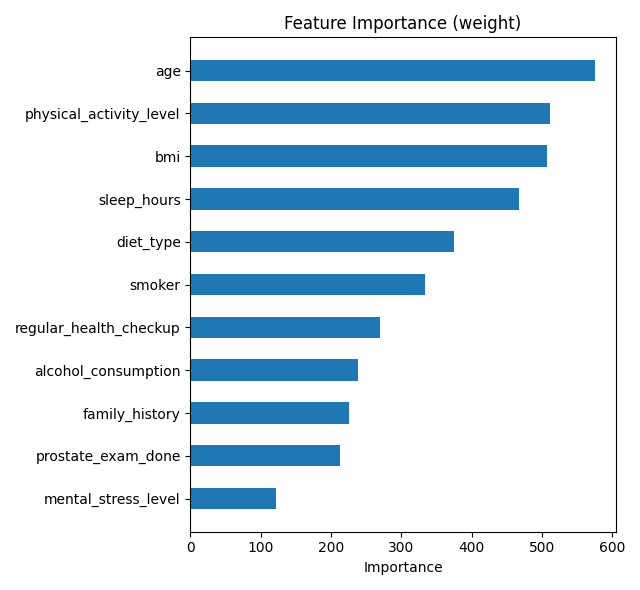 Feature Importance (weight)
age
physical_activity_level
bmi
sleep_hours
diet_type
smoker
regular_health_checkup
alcohol_consumption
family_history
prostate_exam_done
mental_stress_level
0 100 200 300 400 500 600
Importance